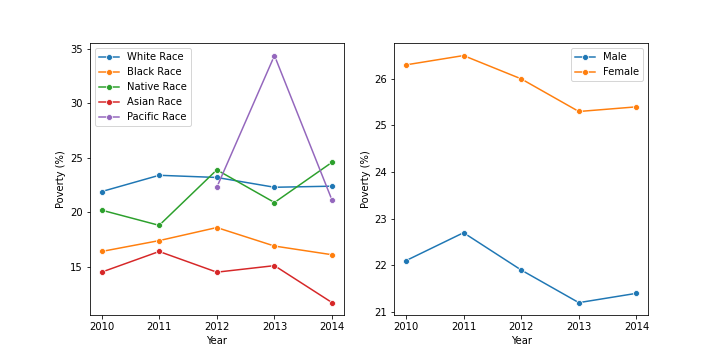 35
30
25
20
15
Poverty (%)
2010 2011 2012 2013 2014
Year
White Race
Black Race
Native Race
Asian Race
Pacific Race
26
25
24
23
22
21
Poverty (%)
2010 2011 2012 2013 2014
Year
Male
Female